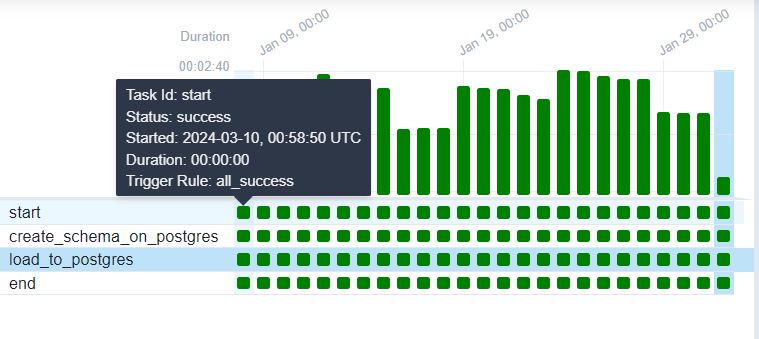 Duration
Jan 09, 00:00
Jan 19, 00:00
Jan 29, 00:00
00:02:40
Task Id: start
Status: success
Started: 2024-03-10, 00:58:50 UTC
Duration: 00:00:00
Trigger Rule: all_success
start
create_schema_on_postgres
load_to_postgres
end